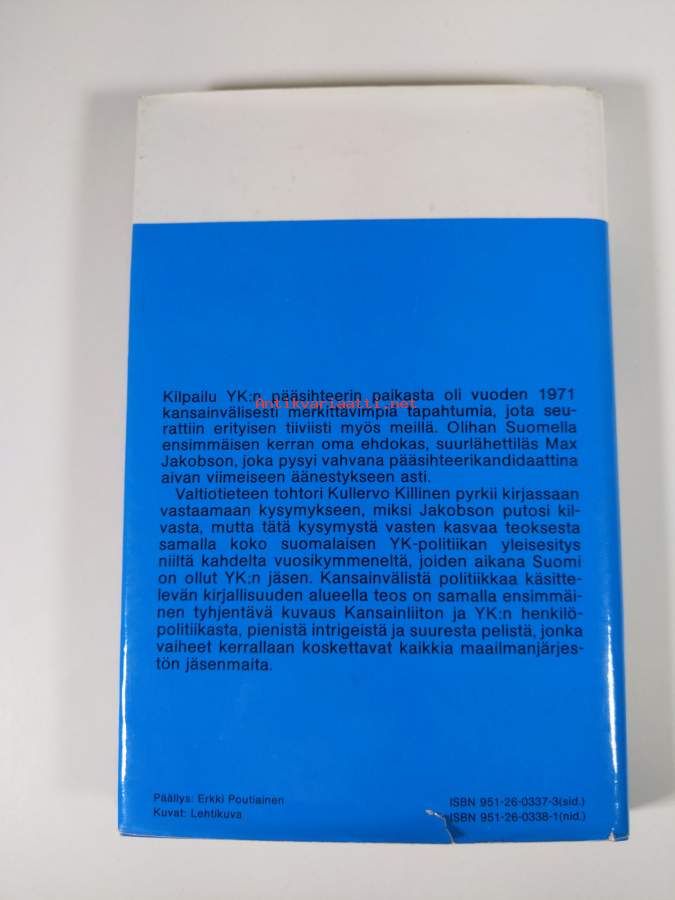 Kilpailu YK:n pääsihteerin paikasta oli vuoden 1971
Antikvariaatti.net
kansainvälisesti merkittävimpiä tapahtumia, jota seu-
rattiin erityisen tiiviisti myös meillä. Olihan Suomella
ensimmäisen kerran oma ehdokas, suurlähettiläs Max
Jakobson, joka pysyi vahvana pääsihteerikandidaattina
aivan viimeiseen äänestykseen asti.
Valtiotieteen tohtori Kullervo Killinen pyrkii kirjassaan
vastaamaan kysymykseen, miksi Jakobson putosi kil-
vasta, mutta tätä kysymystä vasten kasvaa teoksesta
samalla koko suomalaisen YK-politiikan yleisesitys
niiltä kahdelta vuosikymmeneltä, joiden aikana Suomi
on ollut YK:n jäsen. Kansainvälistä politiikkaa käsitte-
levän kirjallisuuden alueella teos on samalla ensimmäi-
nen tyhjentävä kuvaus Kansainliiton ja YK:n henkilö-
politiikasta, pienistä intrigeistä ja suuresta pelistä, jonka
vaiheet kerrallaan koskettavat kaikkia maailmanjärjes-
tön jäsenmaita.
Päällys: Erkki Poutiainen
Kuvat: Lehtikuva
ISBN 951-26-0337-3(sid.)
ISBN 951-26-0338-1(nid.)